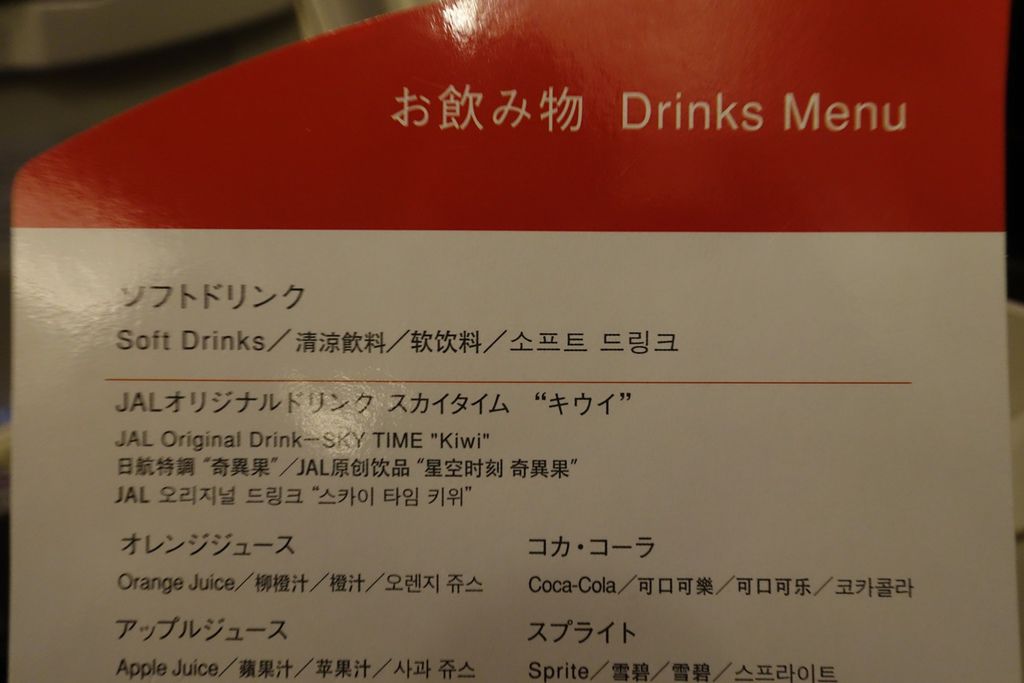 お飲み物 Drinks Menu
ソフトドリンク
Soft Drinks／清涼飲料／软饮料／소프트 드링크
JALオリジナルドリンク スカイタイム “キウイ”
JAL Original Drink—SKY TIME "Kiwi"
日航特調 “奇異果”／JAL原创饮品 “星空时刻 奇異果”
JAL 오리지널 드링크 “스카이 타임 키위”
オレンジジュース
Orange Juice／柳橙汁／橙汁／오렌지 쥬스
コカ・コーラ
Coca-Cola／可口可樂／可口可乐／코카콜라
アップルジュース
Apple Juice／蘋果汁／苹果汁／사과 쥬스
スプライト
Sprite／雪碧／雪碧／스프라이트